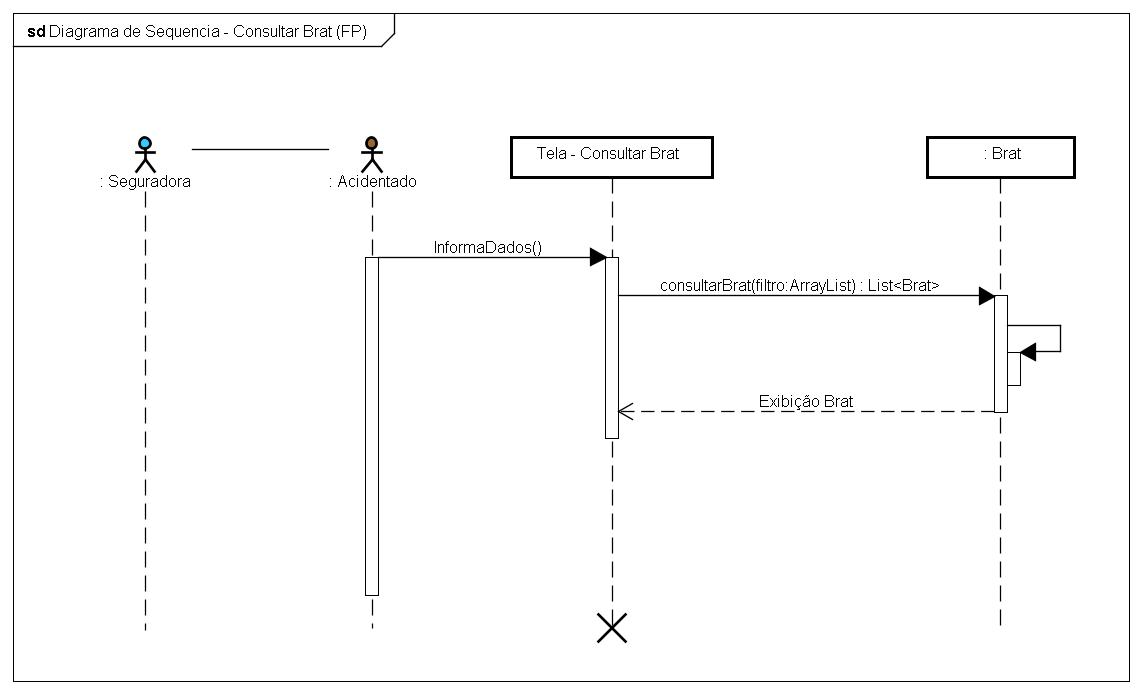 sd Diagrama de Sequencia - Consultar Brat (FP)
: Seguradora
: Acidentado
Tela - Consultar Brat
: Brat
InformaDados()
consultarBrat(filtro:ArrayList) : List<Brat>
Exibição Brat